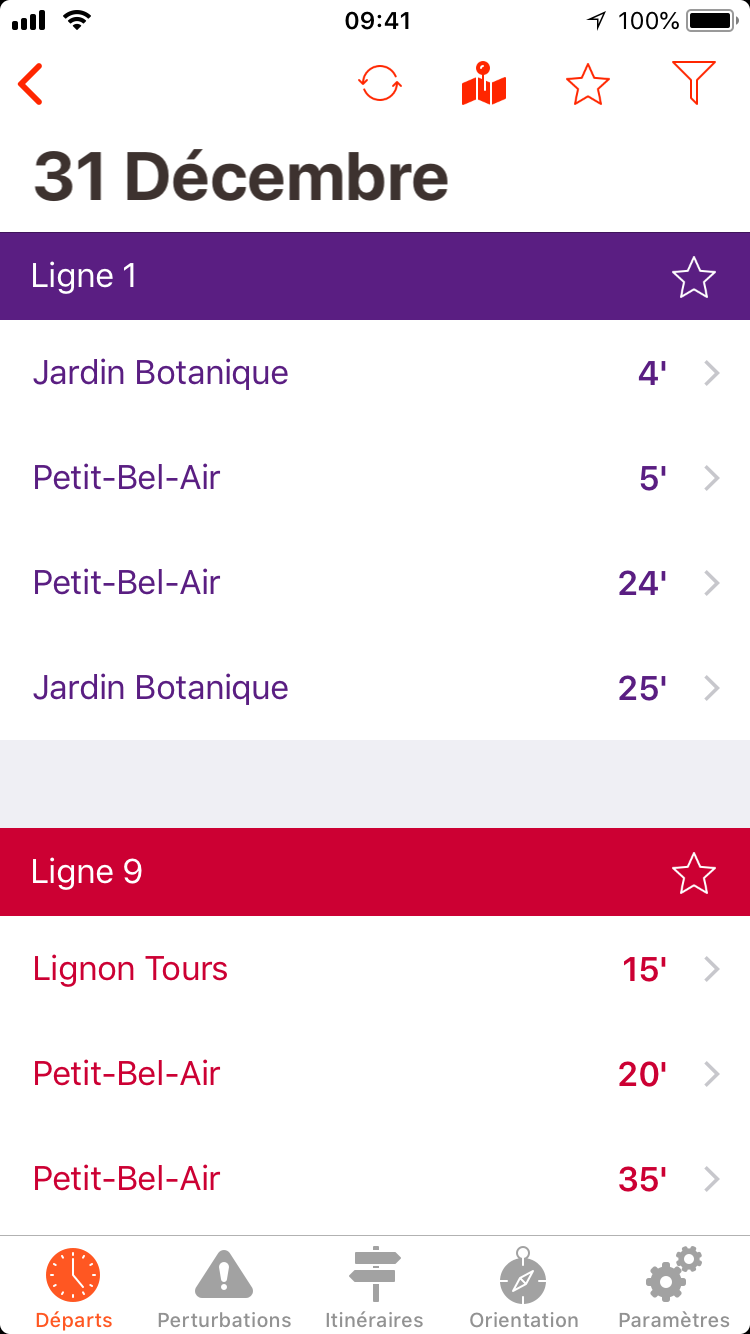 09:41 100%
31 Décembre
Ligne 1
Jardin Botanique 4'
Petit-Bel-Air 5'
Petit-Bel-Air 24'
Jardin Botanique 25'
Ligne 9
Lignon Tours 15'
Petit-Bel-Air 20'
Petit-Bel-Air 35'
Départs Perturbations Itinéraires Orientation Paramètres